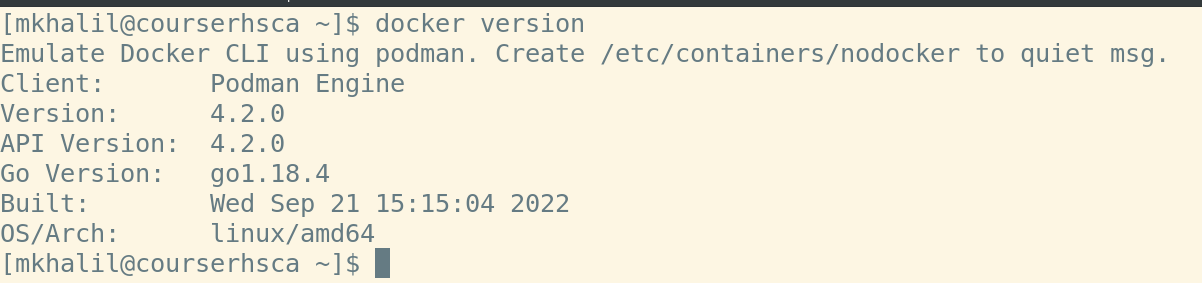 [mkhalil@courserhsca ~]$ docker version
Emulate Docker CLI using podman. Create /etc/containers/nodocker to quiet msg.
Client:       Podman Engine
Version:      4.2.0
API Version:  4.2.0
Go Version:   go1.18.4
Built:        Wed Sep 21 15:15:04 2022
OS/Arch:      linux/amd64
[mkhalil@courserhsca ~]$